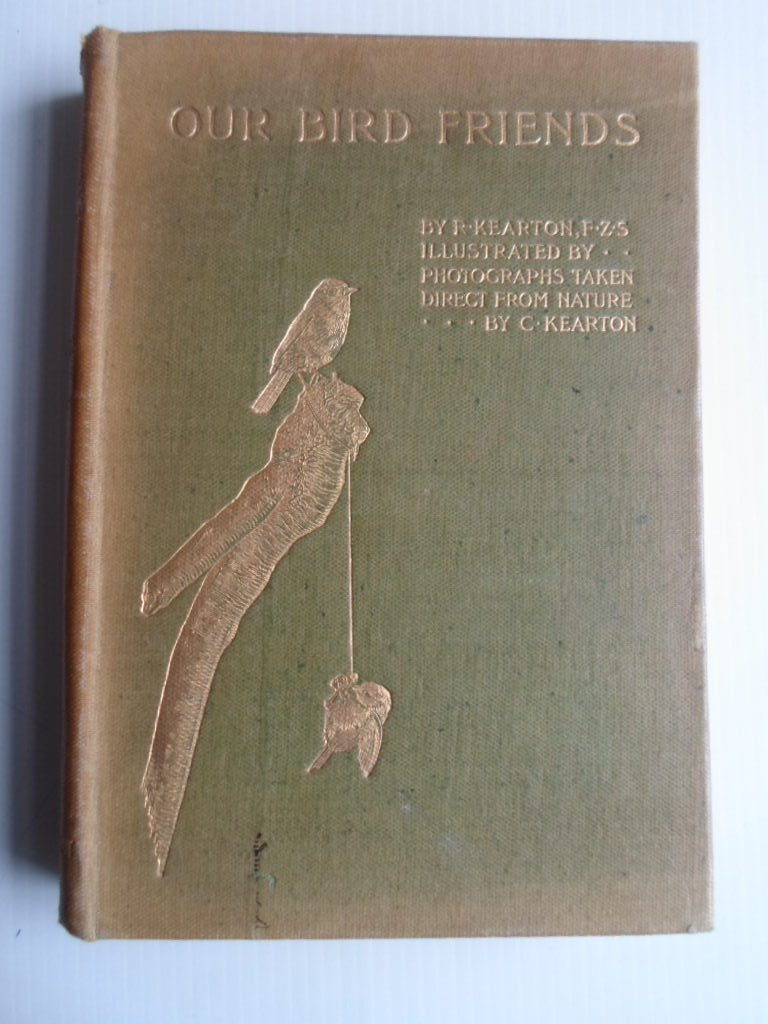 OUR BIRD FRIENDS
BY R·KEARTON, F·Z·S
ILLUSTRATED BY · ·
PHOTOGRAPHS TAKEN
DIRECT FROM NATURE
· · · BY C·KEARTON